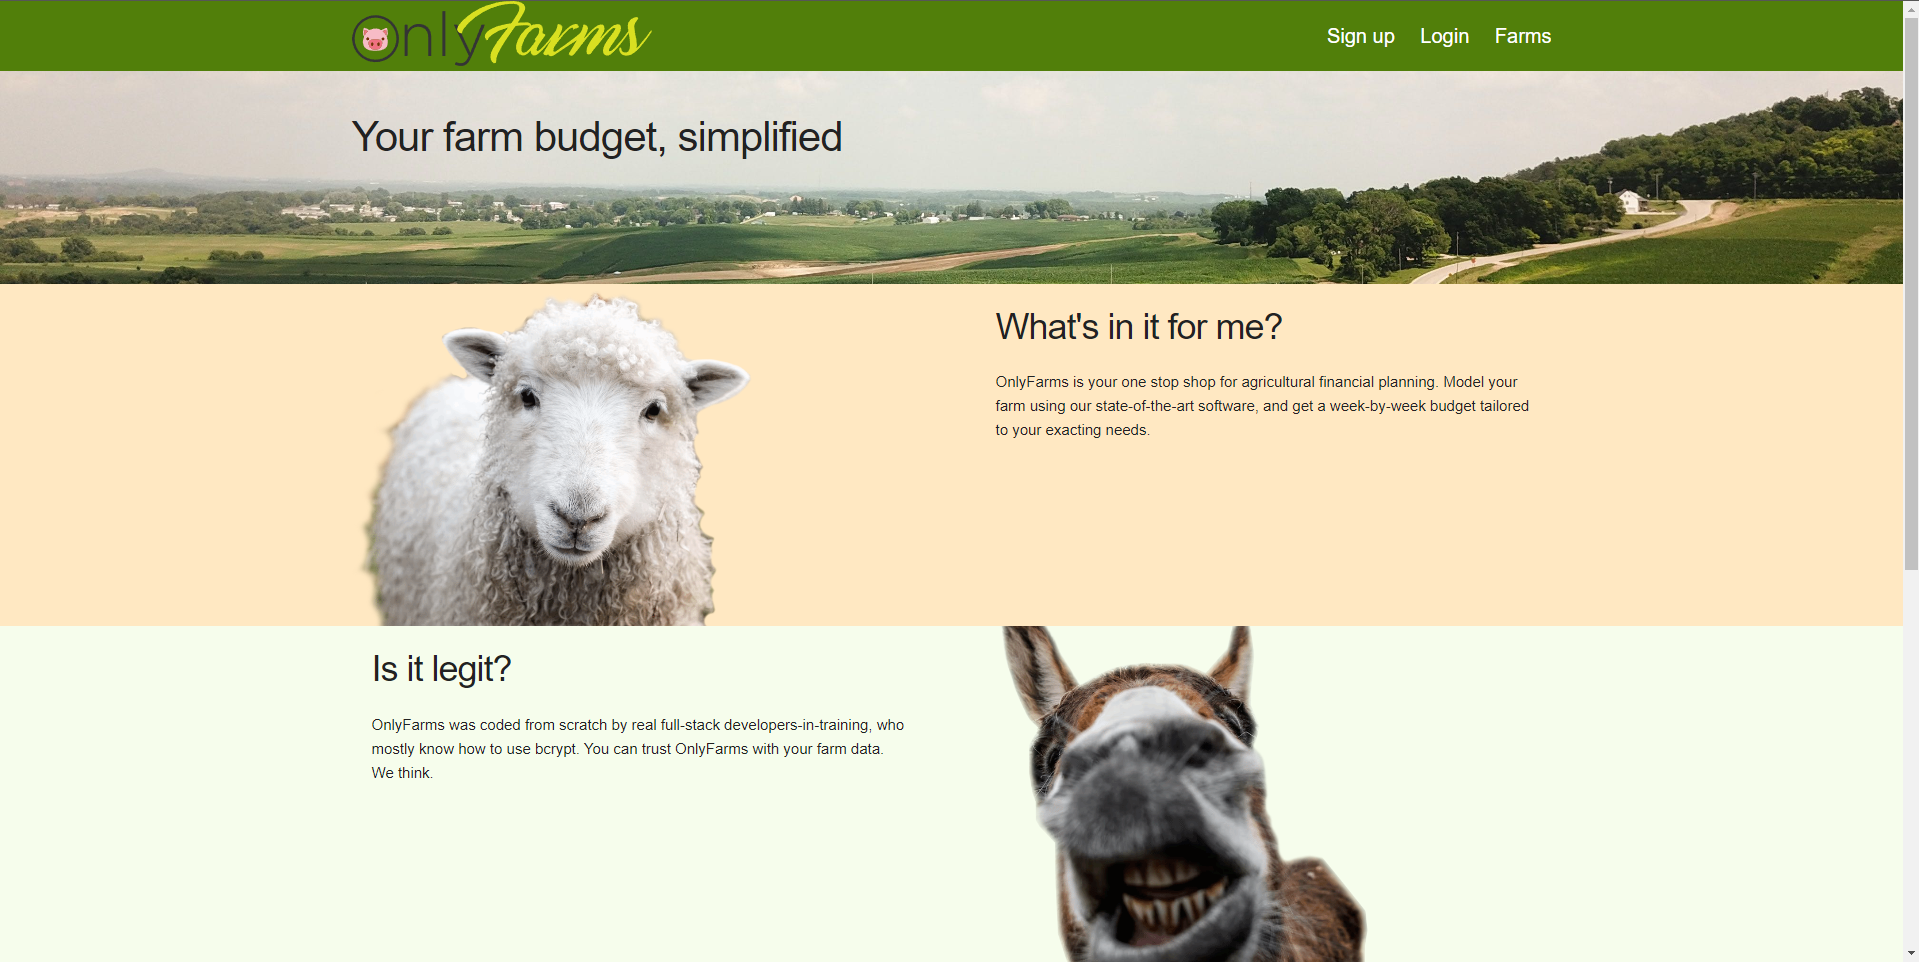 OnlyFarms
Sign up Login Farms
Your farm budget, simplified
What's in it for me?
OnlyFarms is your one stop shop for agricultural financial planning. Model your
farm using our state-of-the-art software, and get a week-by-week budget tailored
to your exacting needs.
Is it legit?
OnlyFarms was coded from scratch by real full-stack developers-in-training, who
mostly know how to use bcrypt. You can trust OnlyFarms with your farm data.
We think.